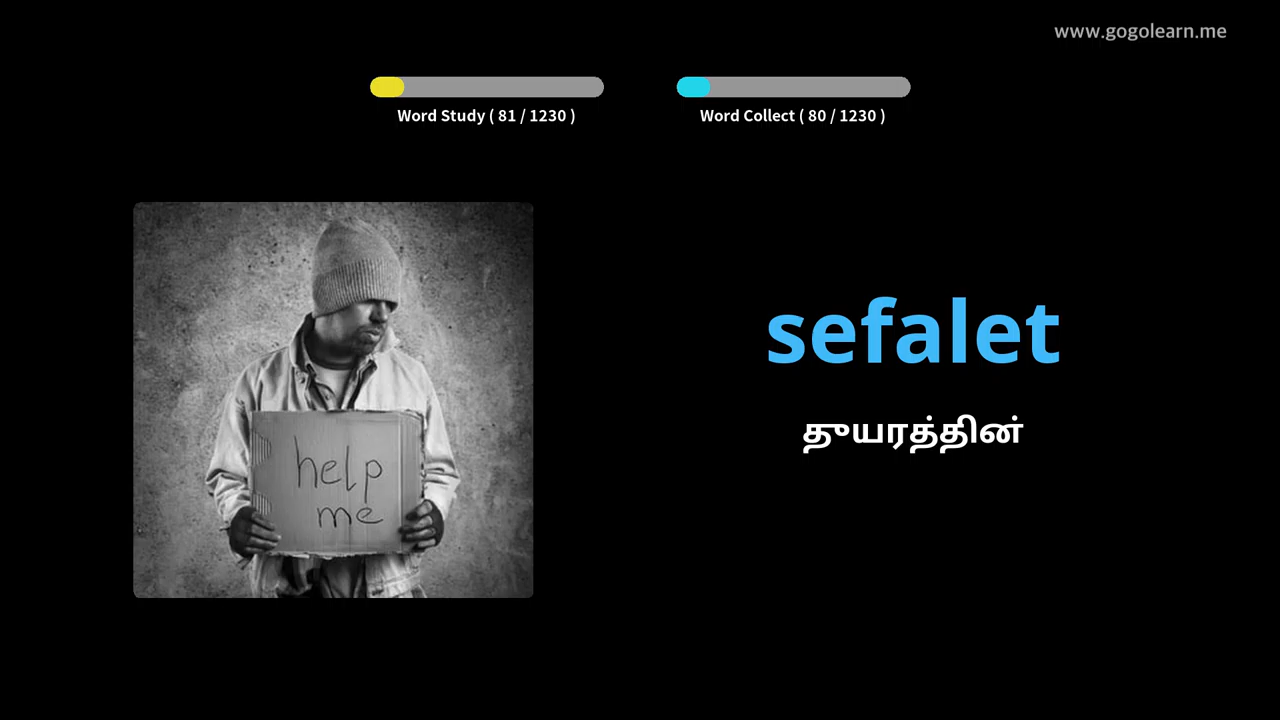 www.gogolearn.me
Word Study ( 81 / 1230 )
Word Collect ( 80 / 1230 )
help
me
sefalet
துயரத்தின்